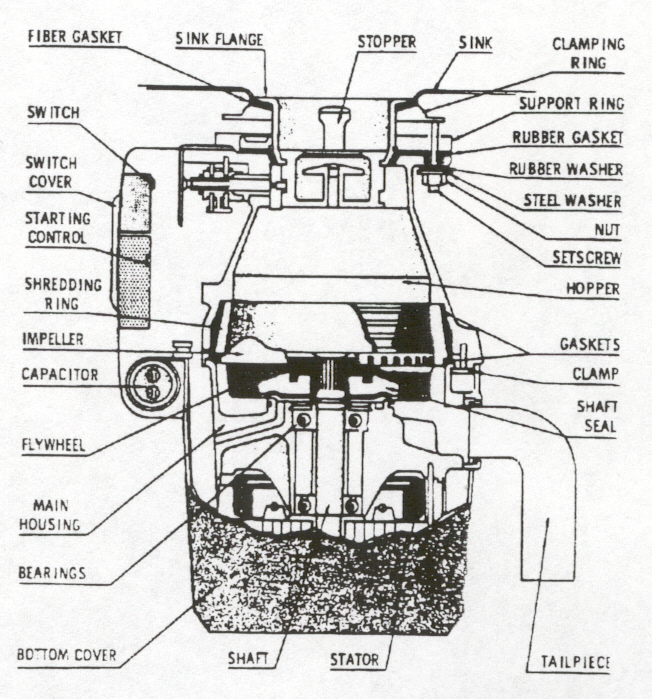 FIBER GASKET
SINK FLANGE
STOPPER
SINK
CLAMPING
RING
SWITCH
SUPPORT RING
RUBBER GASKET
SWITCH
COVER
RUBBER WASHER
STEEL WASHER
STARTING
CONTROL
NUT
SETSCREW
SHREDDING
RING
HOPPER
IMPELLER
GASKETS
CAPACITOR
CLAMP
SHAFT
SEAL
FLYWHEEL
MAIN
HOUSING
BEARINGS
BOTTOM COVER
SHAFT
STATOR
TAILPIECE